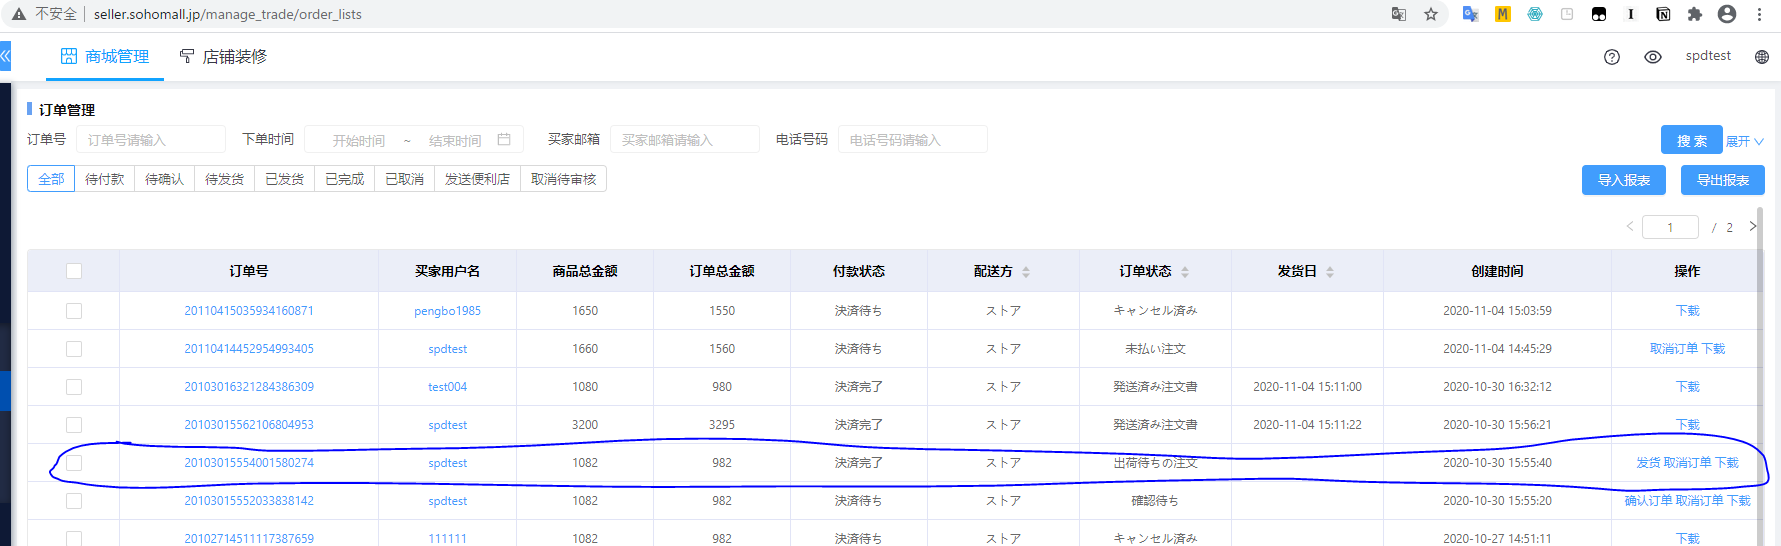 不安全 seller.sohomall.jp/manage_trade/order_lists
商城管理 店铺装修 spdtest
订单管理
订单号 订单号请输入 下单时间 开始时间 ~ 结束时间 买家邮箱 买家邮箱请输入 电话号码 电话号码请输入 搜 索 展开
全部 待付款 待确认 待发货 已发货 已完成 已取消 发送便利店 取消待审核 导入报表 导出报表
1 / 2
订单号 买家用户名 商品总金额 订单总金额 付款状态 配送方 订单状态 发货日 创建时间 操作
20110415035934160871 pengbo1985 1650 1550 決済待ち ストア キャンセル済み 2020-11-04 15:03:59 下载
20110414452954993405 spdtest 1660 1560 決済待ち ストア 未払い注文 2020-11-04 14:45:29 取消订单 下载
20103016321284386309 test004 1080 980 決済完了 ストア 発送済み注文書 2020-11-04 15:11:00 2020-10-30 16:32:12 下载
20103015562106804953 spdtest 3200 3295 決済完了 ストア 発送済み注文書 2020-11-04 15:11:22 2020-10-30 15:56:21 下载
20103015554001580274 spdtest 1082 982 決済完了 ストア 出荷待ちの注文 2020-10-30 15:55:40 发货 取消订单 下载
20103015552033838142 spdtest 1082 982 決済待ち ストア 確認待ち 2020-10-30 15:55:20 确认订单 取消订单 下载
20102714511117387659 111111 1082 982 決済待ち ストア キャンセル済み 2020-10-27 14:51:11 下载